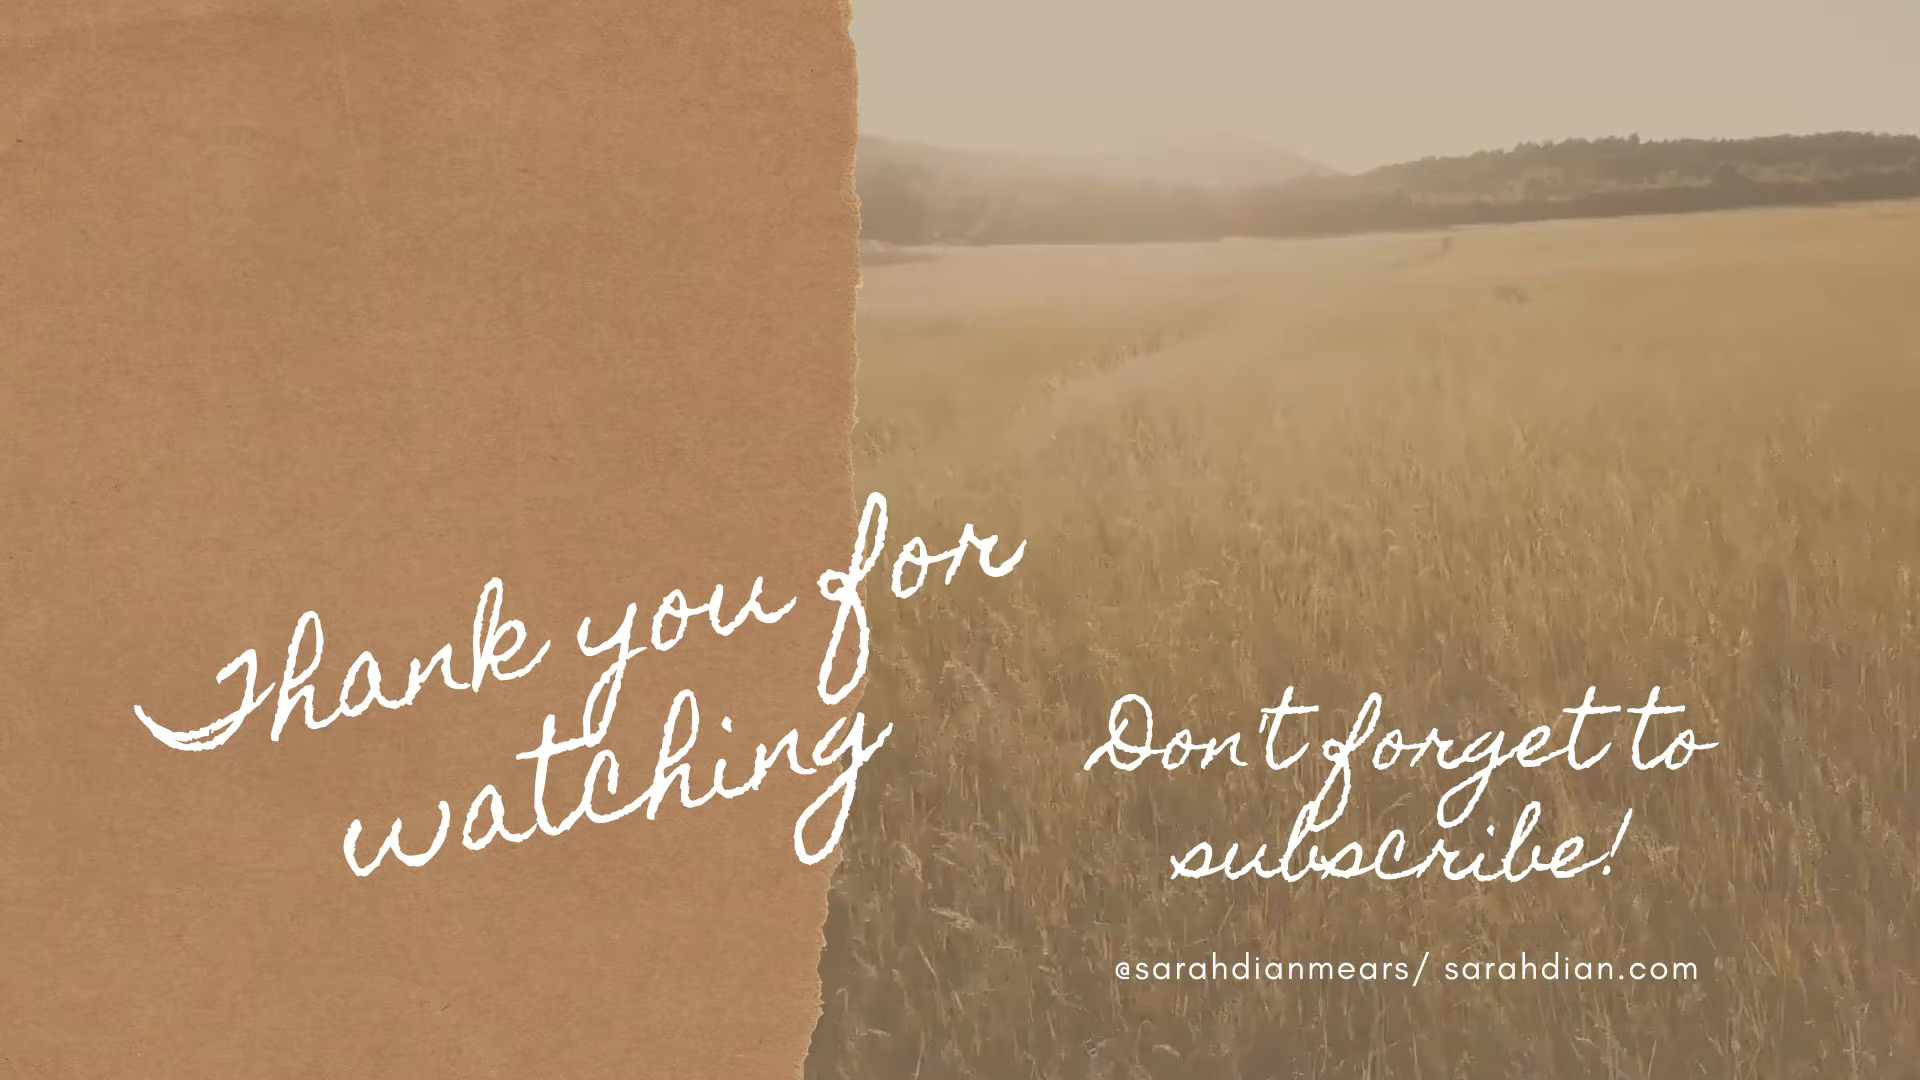 Thank you for
watching
Don't forget to
subscribe!
@sarahdianmears/ sarahdian.com